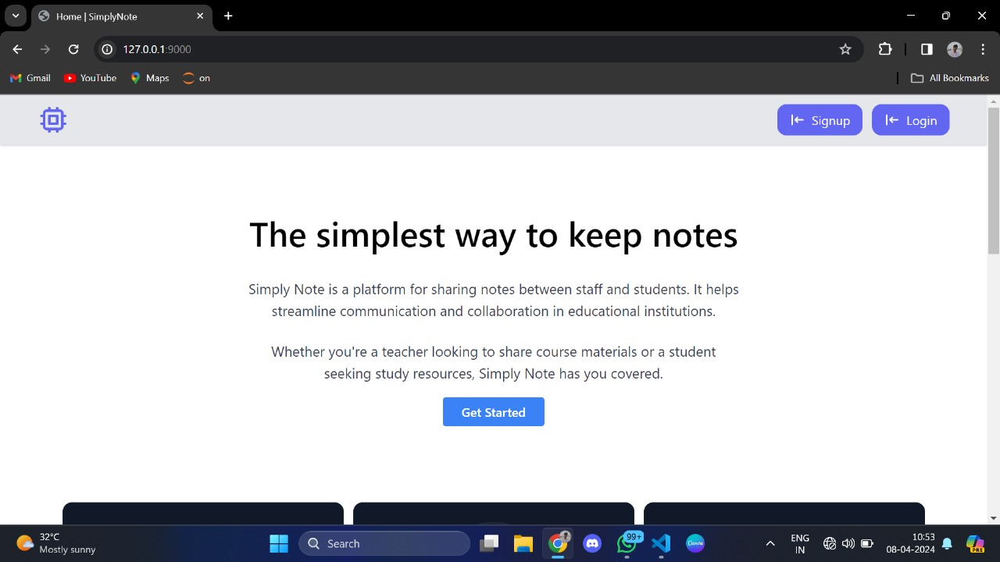 Home | SimplyNote
127.0.0.1:9000
Gmail YouTube Maps on All Bookmarks
Signup Login
The simplest way to keep notes
Simply Note is a platform for sharing notes between staff and students. It helps
streamline communication and collaboration in educational institutions.
Whether you're a teacher looking to share course materials or a student
seeking study resources, Simply Note has you covered.
Get Started
32°C
Mostly sunny
Search
99+
Canva
ENG
IN
10:53
08-04-2024
PRE